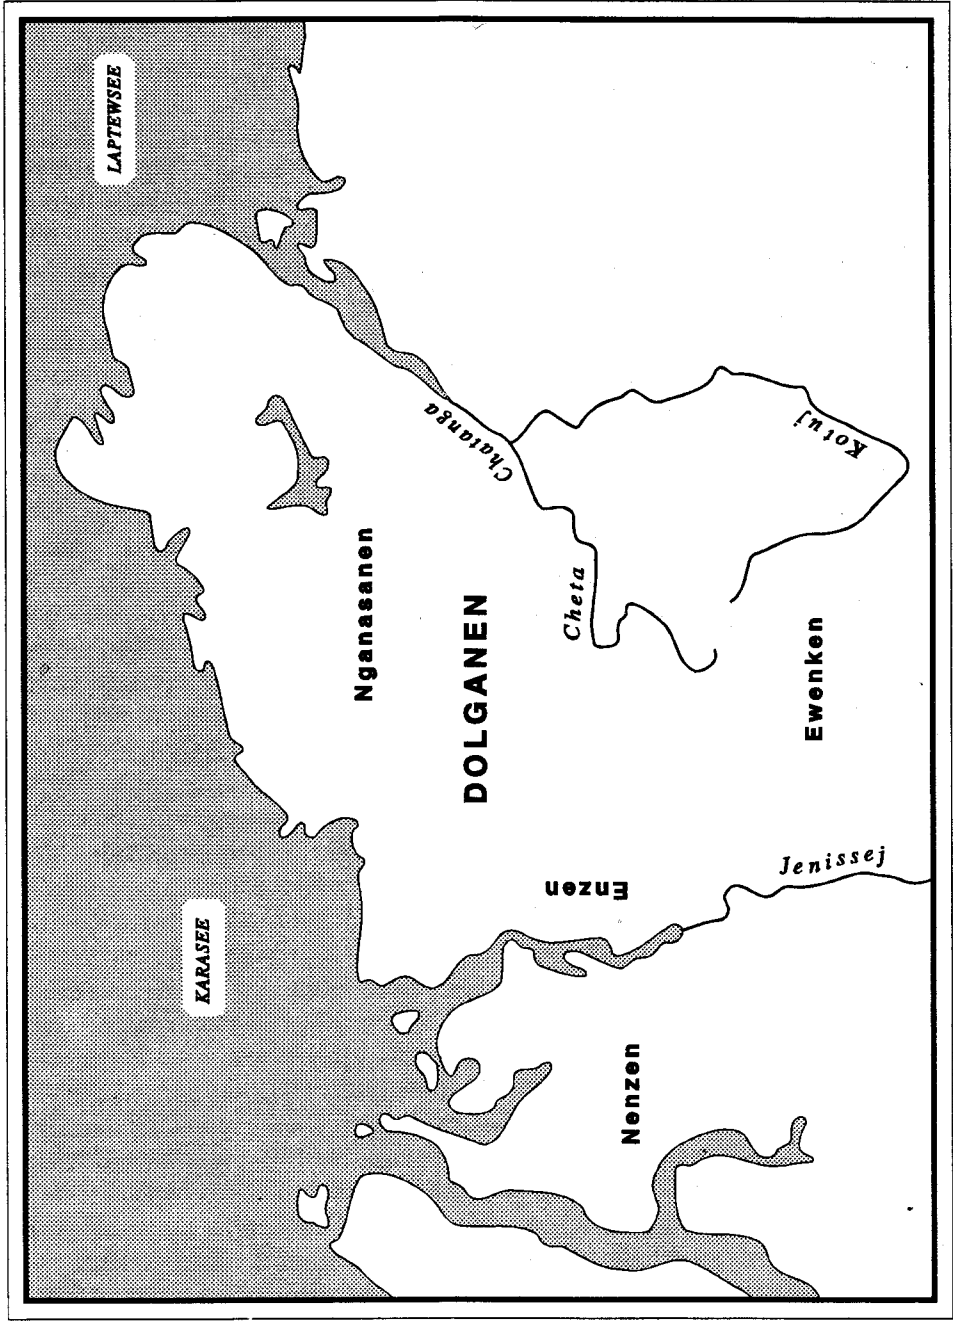 LAPTEWSEE
KARASEE
Chatanga
Kotuj
Cheta
Nganasanen
DOLGANEN
Ewenken
Enzen
Jenissej
Nenzen